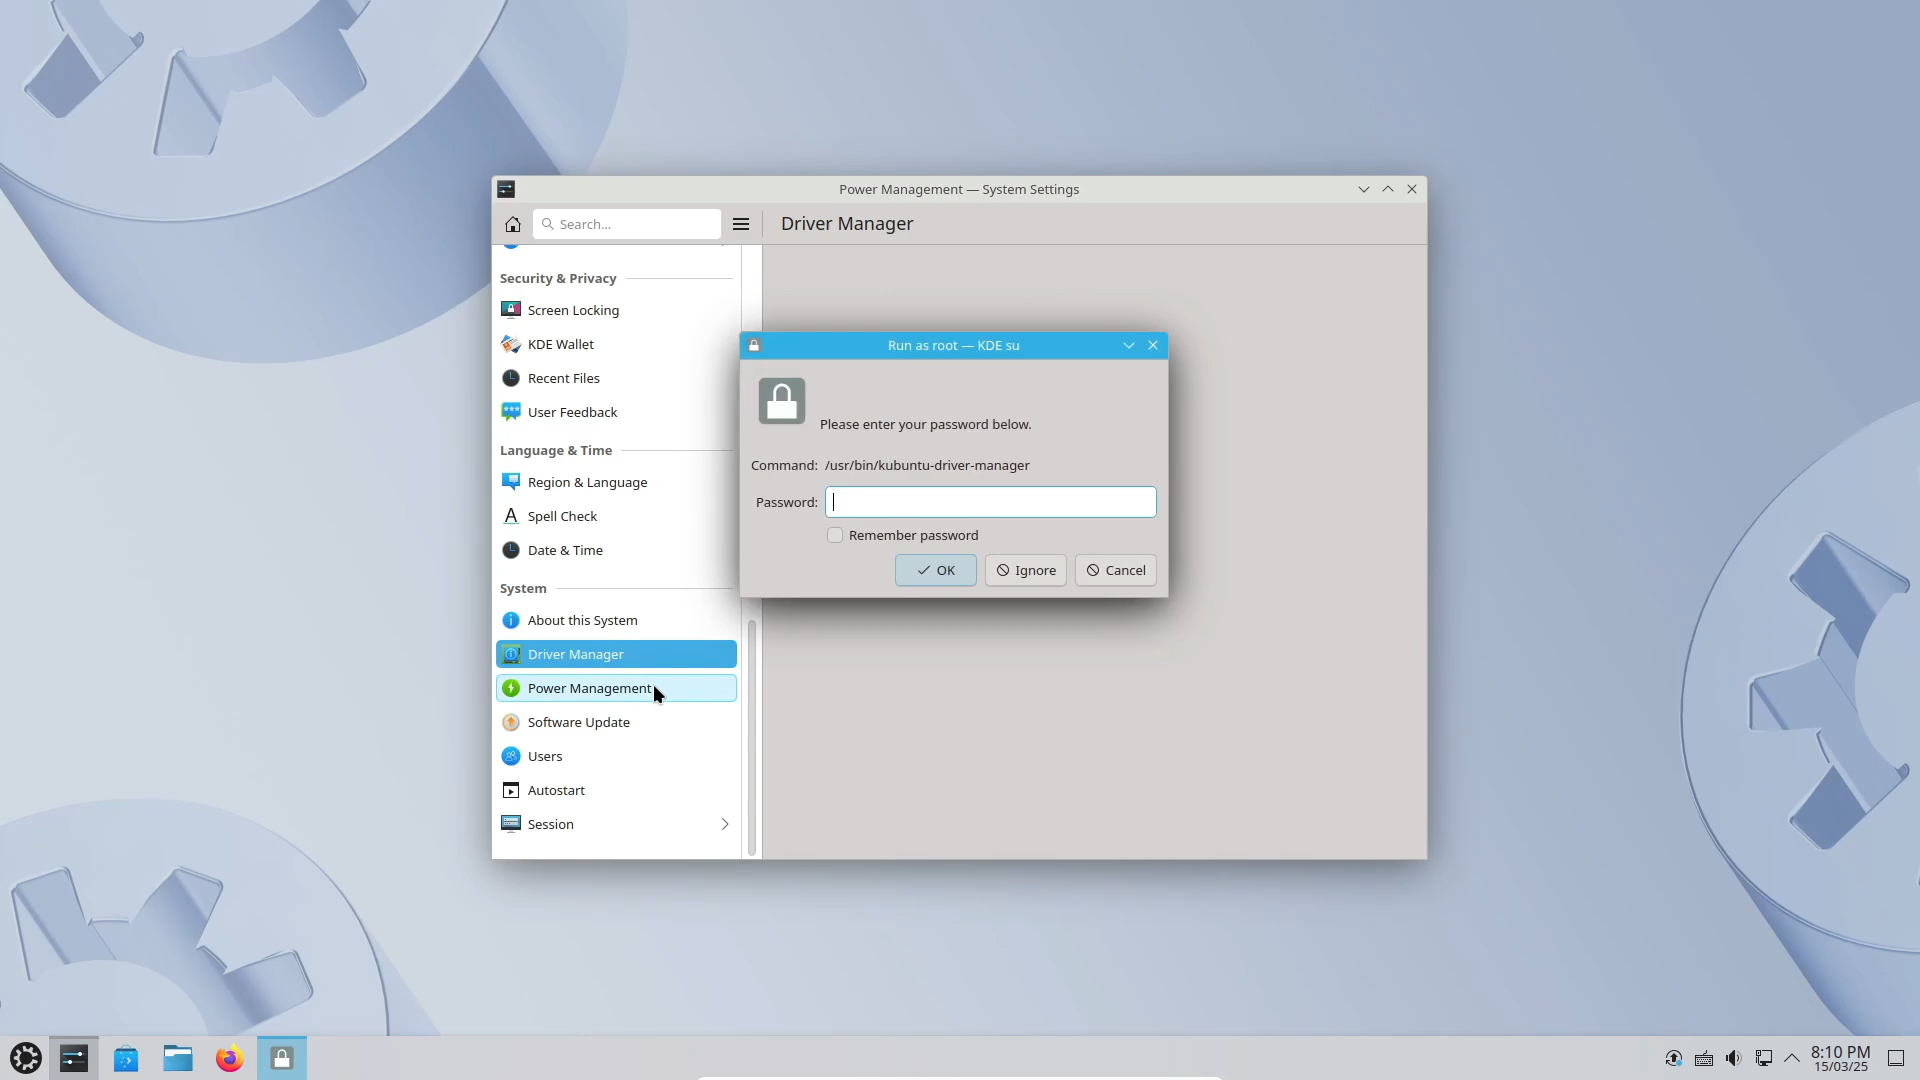 Power Management — System Settings
Search...
Driver Manager
Security & Privacy
Screen Locking
KDE Wallet
Recent Files
User Feedback
Language & Time
Region & Language
Spell Check
Date & Time
System
About this System
Driver Manager
Power Management
Software Update
Users
Autostart
Session
Run as root — KDE su
Please enter your password below.
Command: /usr/bin/kubuntu-driver-manager
Password:
Remember password
OK
Ignore
Cancel
8:10 PM
15/03/25